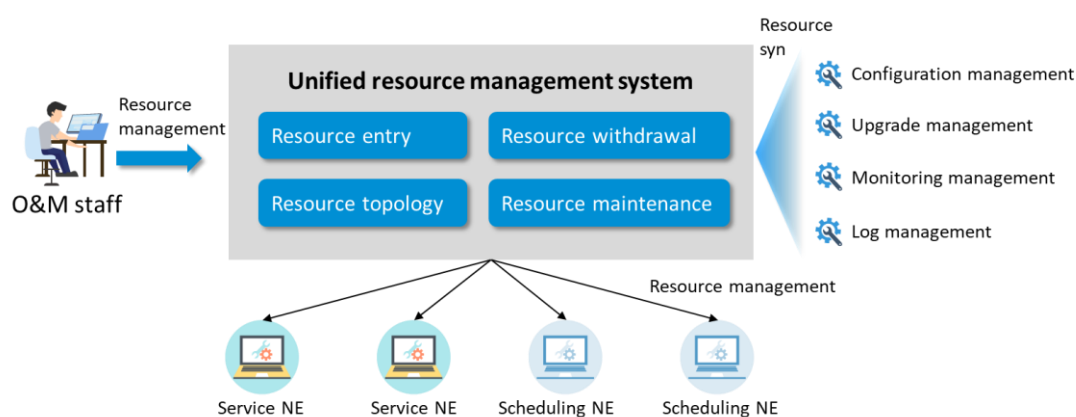 Resource
syn
Unified resource management system
Configuration management
Resource
management
Resource entry
Resource withdrawal
Upgrade management
Monitoring management
O&M staff
Resource topology
Resource maintenance
Log management
Resource management
Service NE
Service NE
Scheduling NE
Scheduling NE